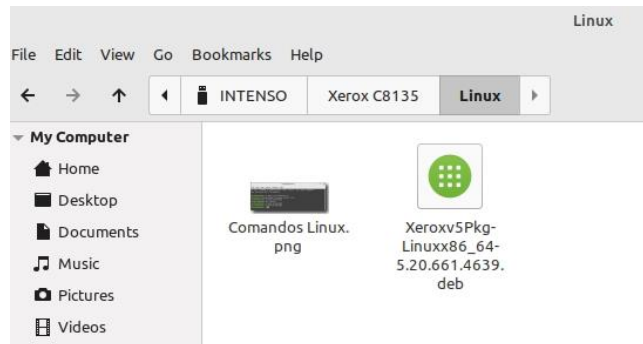 Linux
File Edit View Go Bookmarks Help
INTENSO Xerox C8135 Linux
My Computer
Home
Desktop
Documents
Music
Pictures
Videos
Comandos Linux.
png
Xeroxv5Pkg-
Linuxx86_64-
5.20.661.4639.
deb